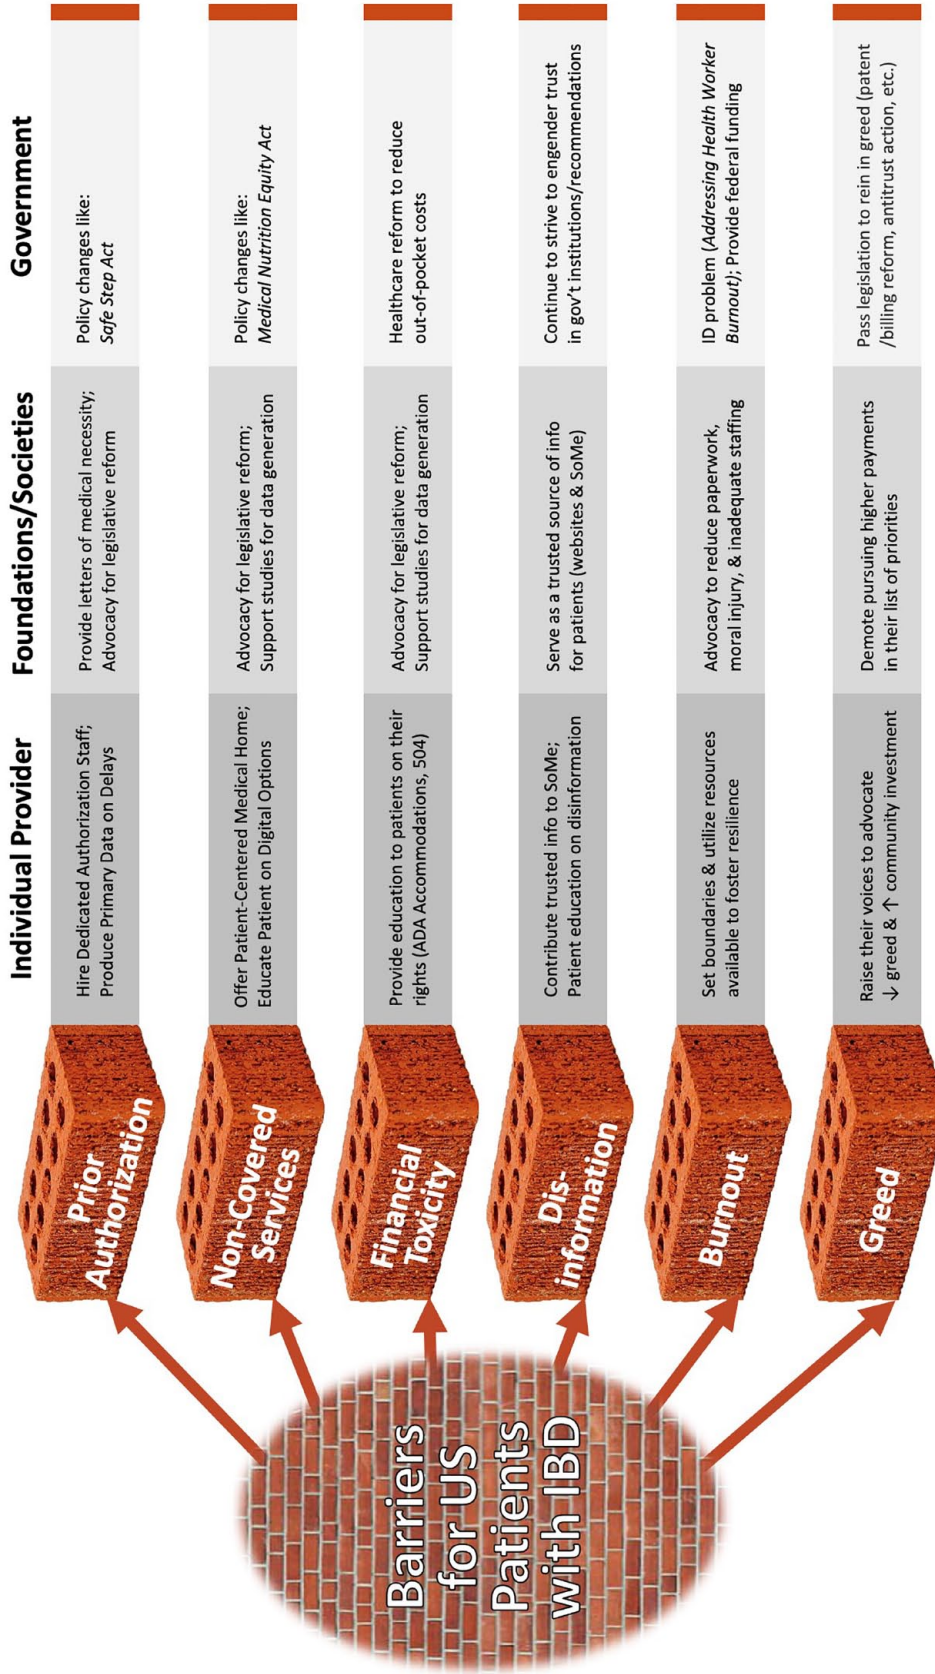 Individual Provider
Foundations/Societies
Government
Barriers
for US
Patients
with IBD
Prior
Authorization
Hire Dedicated Authorization Staff;
Produce Primary Data on Delays
Provide letters of medical necessity;
Advocacy for legislative reform
Policy changes like:
Safe Step Act
Non-Covered
Services
Offer Patient-Centered Medical Home;
Educate Patient on Digital Options
Advocacy for legislative reform;
Support studies for data generation
Policy changes like:
Medical Nutrition Equity Act
Financial
Toxicity
Provide education to patients on their
rights (ADA Accommodations, 504)
Advocacy for legislative reform;
Support studies for data generation
Healthcare reform to reduce
out-of-pocket costs
Dis-
information
Contribute trusted info to SoMe;
Patient education on disinformation
Serve as a trusted source of info
for patients (websites & SoMe)
Continue to strive to engender trust
in gov't institutions/recommendations
Burnout
Set boundaries & utilize resources
available to foster resilience
Advocacy to reduce paperwork,
moral injury, & inadequate staffing
ID problem (Addressing Health Worker
Burnout); Provide federal funding
Greed
Raise their voices to advocate
↓ greed & ↑ community investment
Demote pursuing higher payments
in their list of priorities
Pass legislation to rein in greed (patent
/billing reform, antitrust action, etc.)